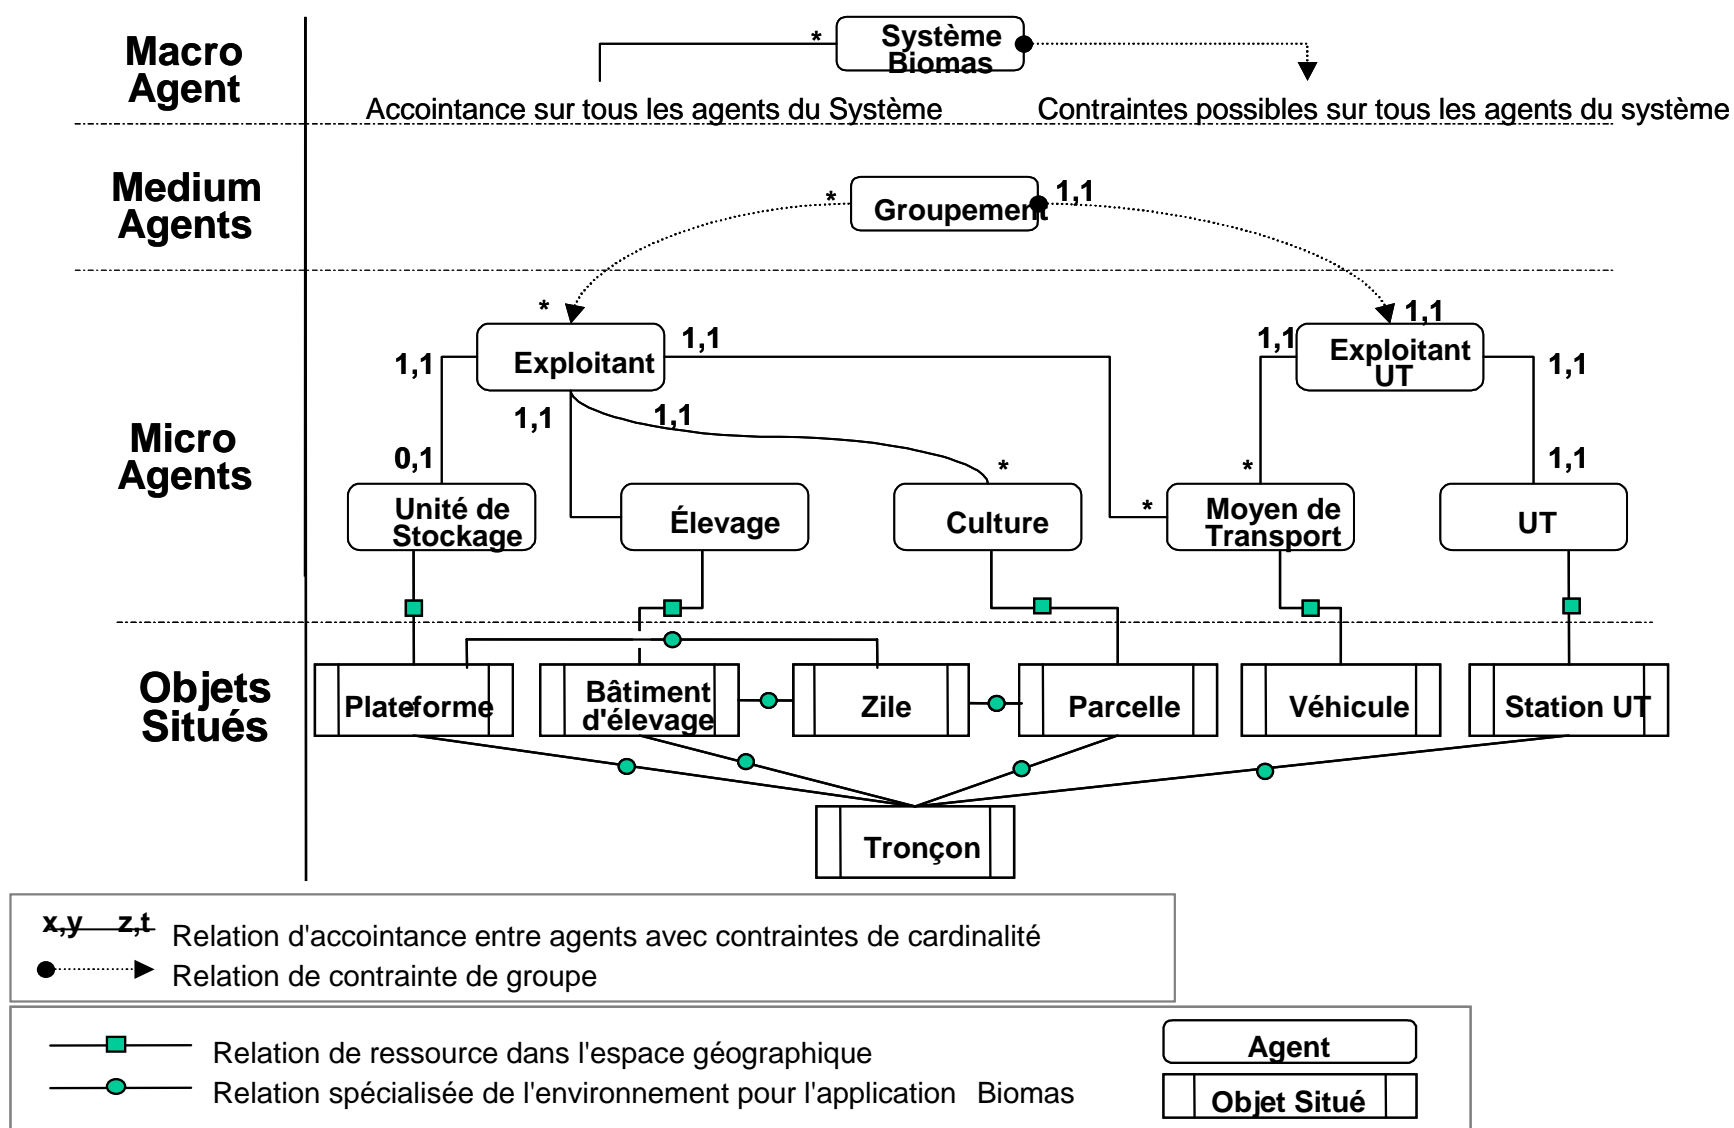 Macro
Agent
*
Système
Biomas
Accointance sur tous les agents du Système
Contraintes possibles sur tous les agents du système
Medium
Agents
*
Groupement
1,1
Micro
Agents
*
Exploitant
1,1
1,1
1,1
1,1
0,1
*
1,1
1,1
Exploitant
UT
1,1
*
*
1,1
Unité de
Stockage
Élevage
Culture
Moyen de
Transport
UT
Objets
Situés
Plateforme
Bâtiment
d'élevage
Zile
Parcelle
Véhicule
Station UT
Tronçon
x,y z,t Relation d'accointance entre agents avec contraintes de cardinalité
Relation de contrainte de groupe
Relation de ressource dans l'espace géographique
Relation spécialisée de l'environnement pour l'application Biomas
Agent
Objet Situé